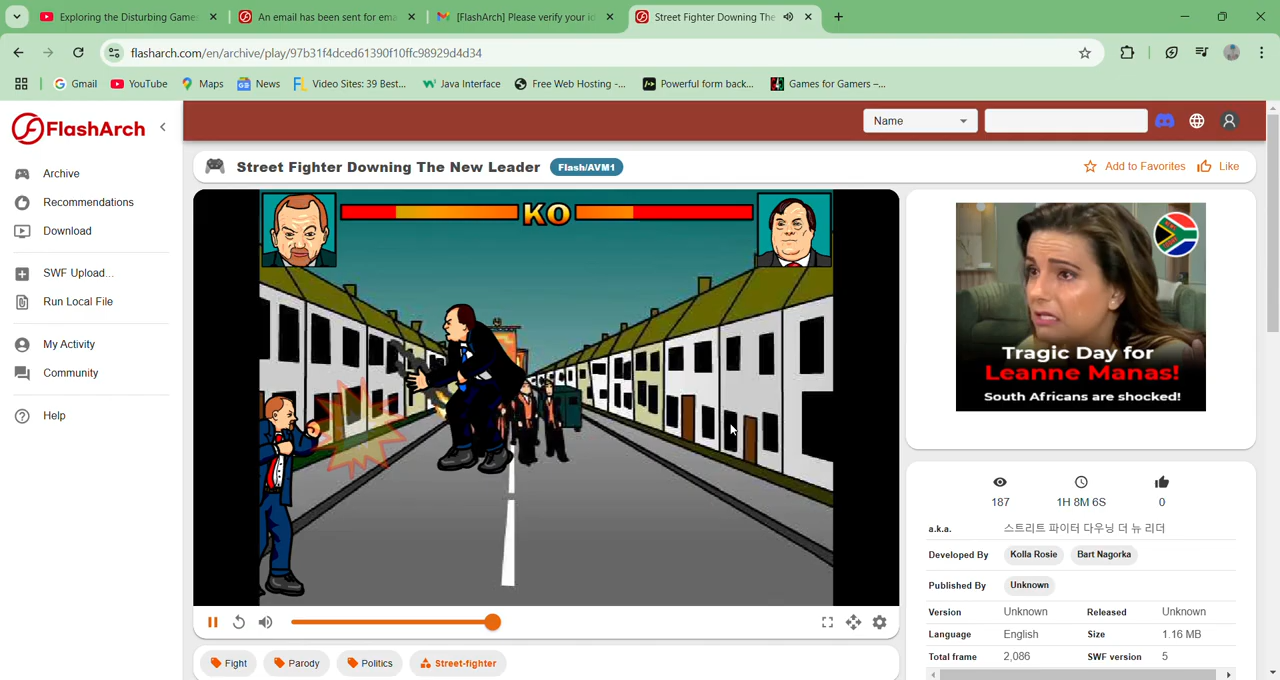 Exploring the Disturbing Game
An email has been sent for ema
[FlashArch] Please verify your
Street Fighter Downing The
flasharch.com/en/archive/play/97b31f4dced61390f10ffc98929d4d34
Gmail
YouTube
Maps
News
Video Sites: 39 Best...
Java Interface
Free Web Hosting -...
Powerful form back...
Games for Gamers –...
FlashArch
Name
Archive
Recommendations
Download
SWF Upload...
Run Local File
My Activity
Community
Help
Street Fighter Downing The New Leader
Flash/AVM1
Add to Favorites
Like
KO
Tragic Day for
Leanne Manas!
South Africans are shocked!
187
1H 8M 6S
0
a.k.a. 스트리트 파이터 다우닝 더 뉴 리더
Developed By Kolla Rosie Bart Nagorka
Published By Unknown
Version Unknown Released Unknown
Language English Size 1.16 MB
Total frame 2,086 SWF version 5
Fight
Parody
Politics
Street-fighter